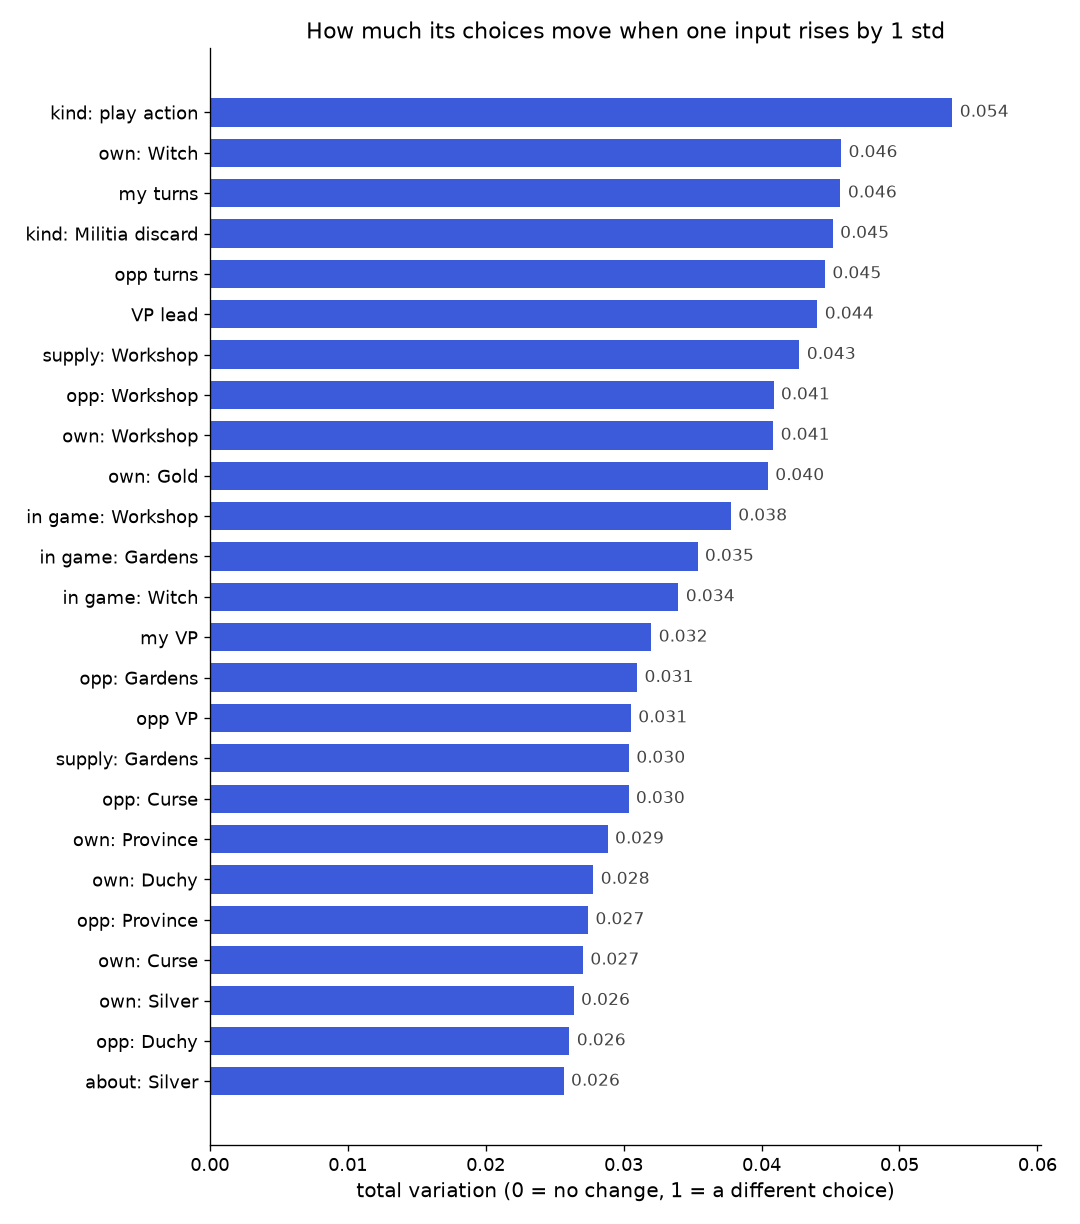 How much its choices move when one input rises by 1 std
kind: play action 0.054
own: Witch 0.046
my turns 0.046
kind: Militia discard 0.045
opp turns 0.045
VP lead 0.044
supply: Workshop 0.043
opp: Workshop 0.041
own: Workshop 0.041
own: Gold 0.040
in game: Workshop 0.038
in game: Gardens 0.035
in game: Witch 0.034
my VP 0.032
opp: Gardens 0.031
opp VP 0.031
supply: Gardens 0.030
opp: Curse 0.030
own: Province 0.029
own: Duchy 0.028
opp: Province 0.027
own: Curse 0.027
own: Silver 0.026
opp: Duchy 0.026
about: Silver 0.026
0.00 0.01 0.02 0.03 0.04 0.05 0.06
total variation (0 = no change, 1 = a different choice)